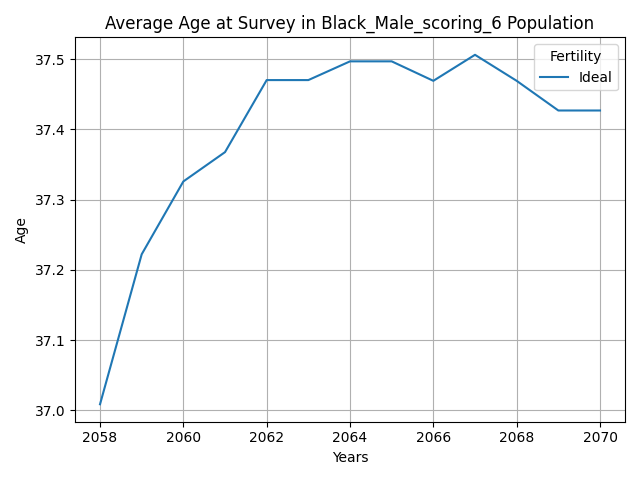 Average Age at Survey in Black_Male_scoring_6 Population
Fertility
Ideal
37.5
37.4
37.3
37.2
37.1
37.0
Age
2058 2060 2062 2064 2066 2068 2070
Years